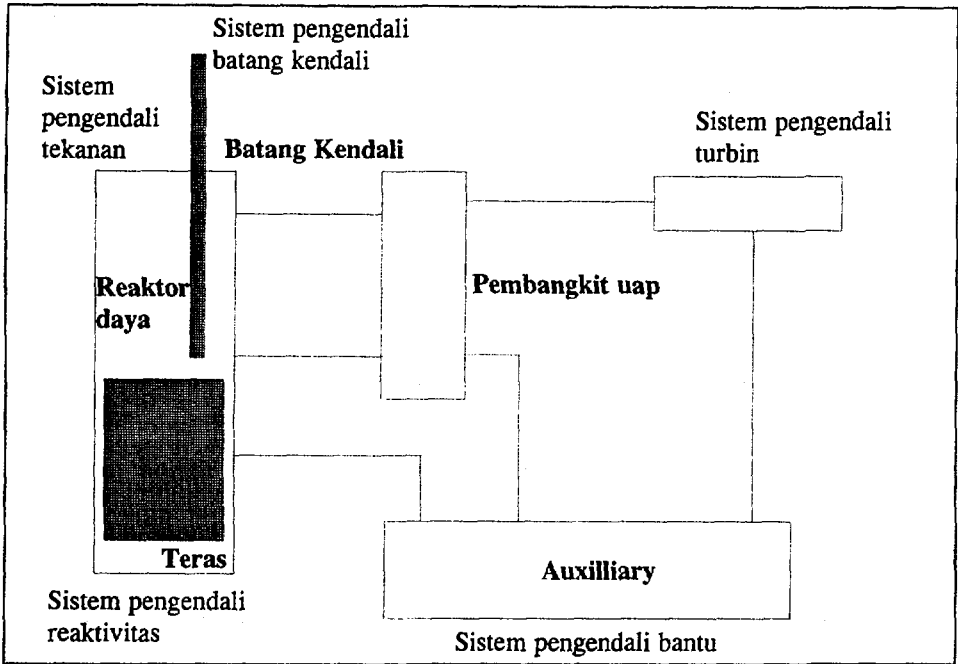 Sistem pengendali
batang kendali
Sistem
pengendali
tekanan
Batang Kendali
Sistem pengendali
turbin
Reaktor
daya
Pembangkit uap
Teras
Auxilliary
Sistem pengendali
reaktivitas
Sistem pengendali bantu